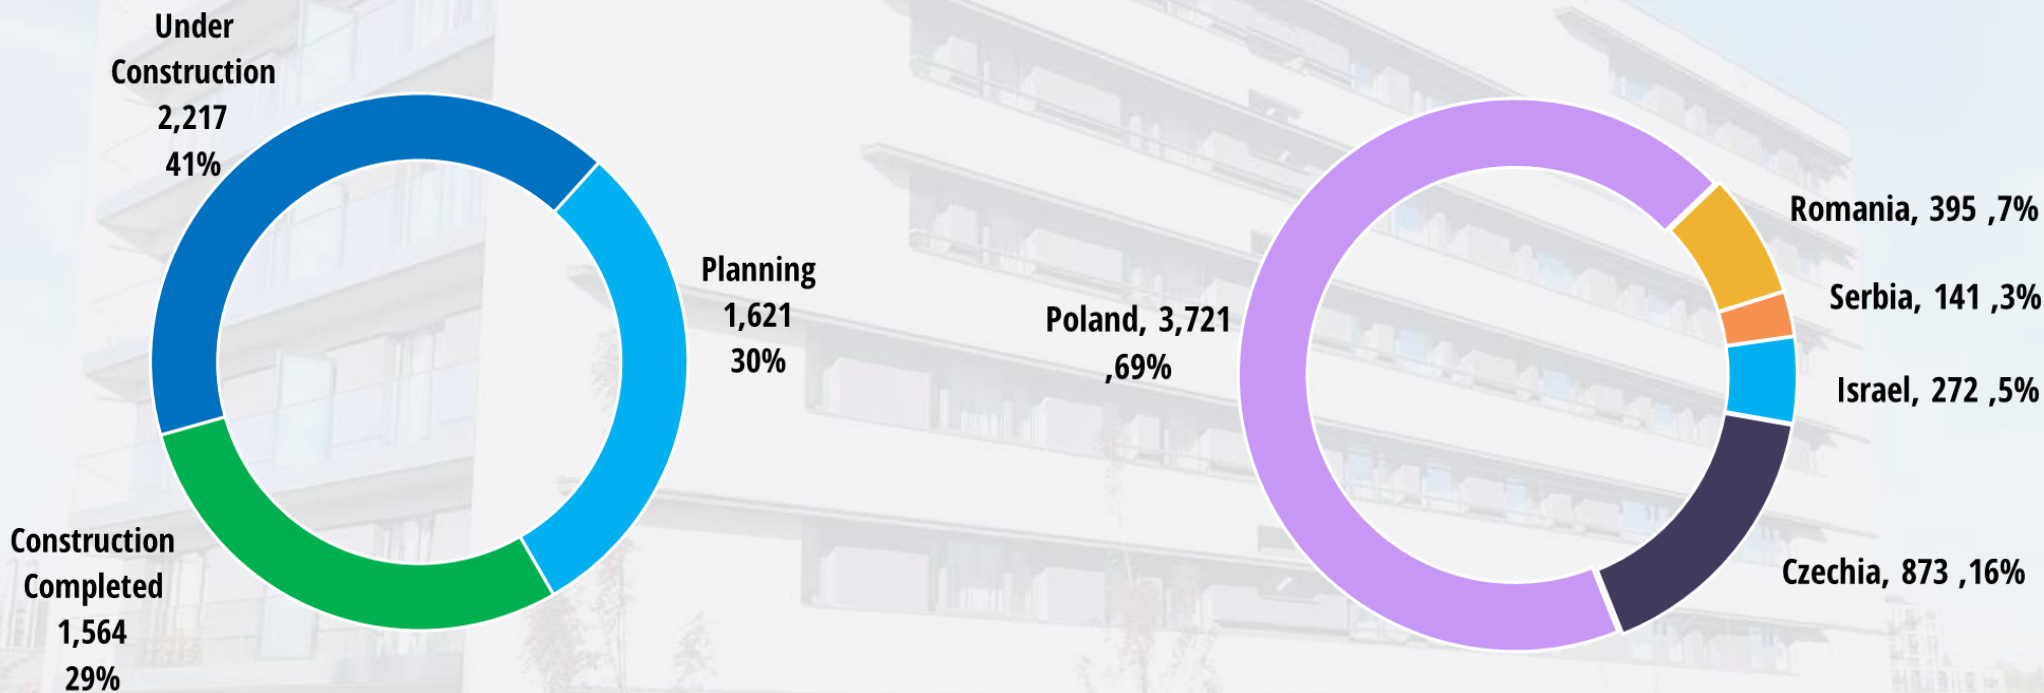 Under
Construction
2,217
41%
Planning
1,621
30%
Construction
Completed
1,564
29%
Poland, 3,721
,69%
Romania, 395 ,7%
Serbia, 141 ,3%
Israel, 272 ,5%
Czechia, 873 ,16%